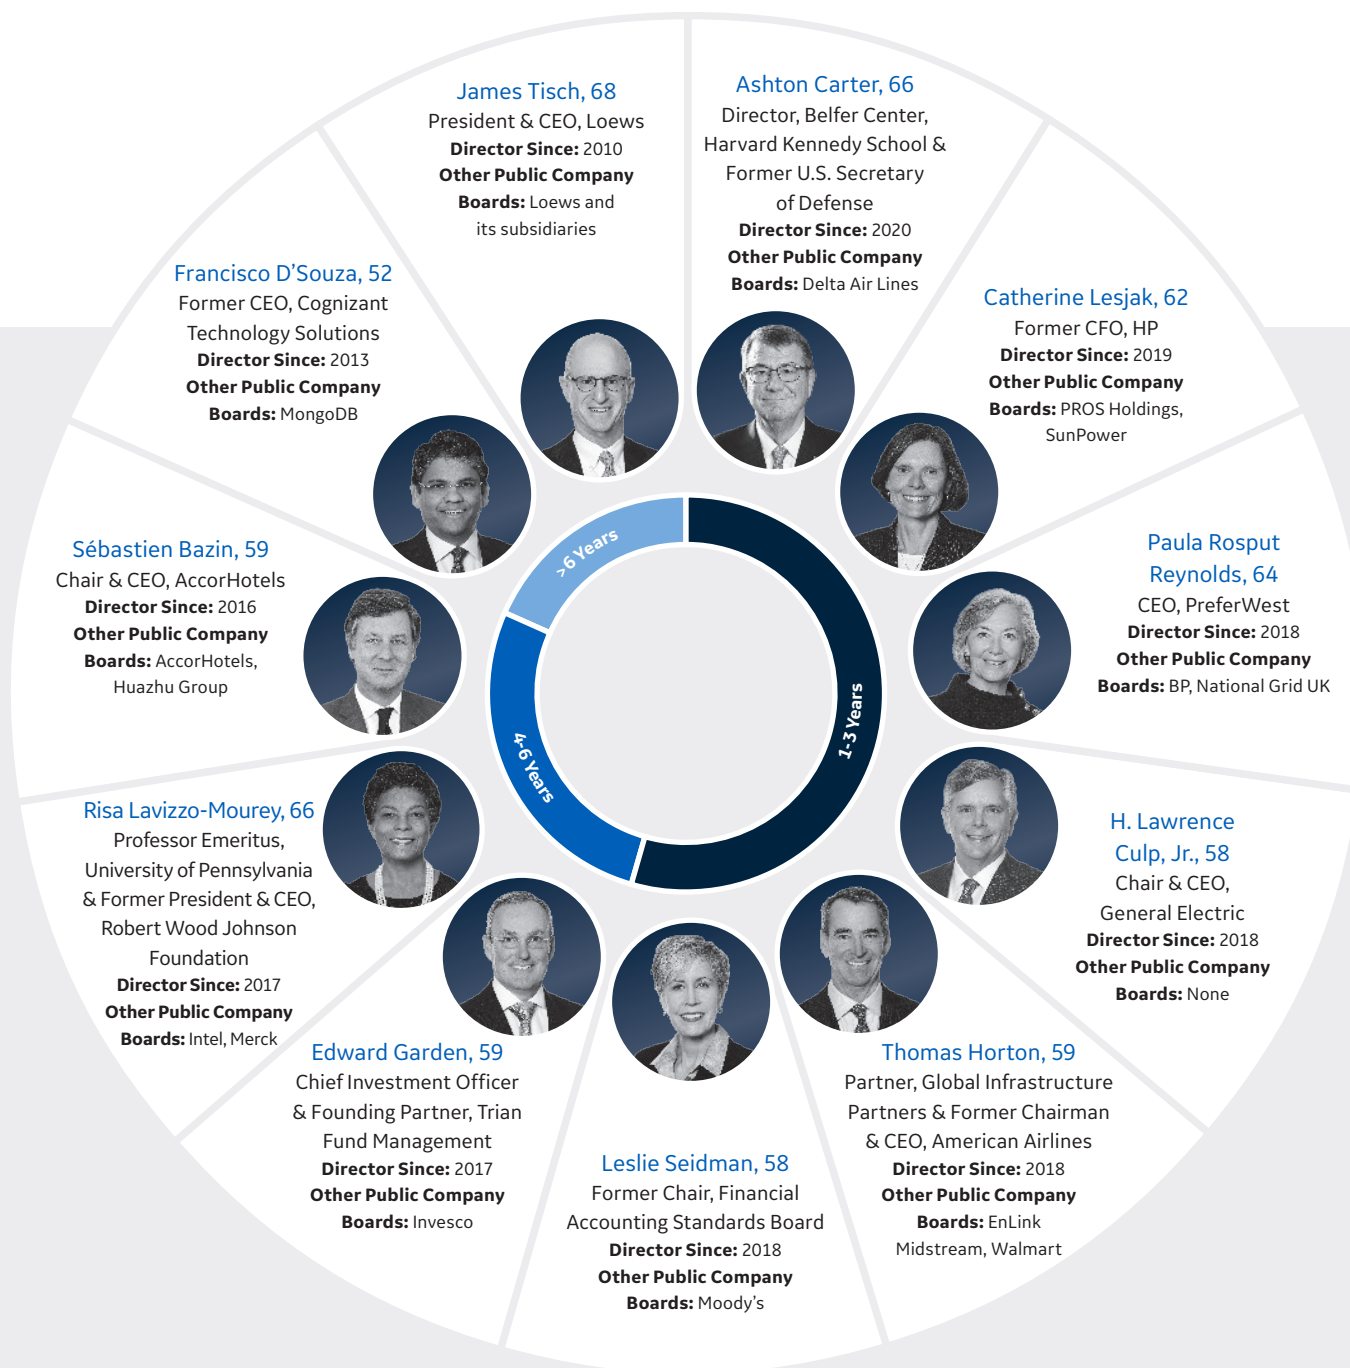 James Tisch, 68
President & CEO, Loews
Director Since: 2010
Other Public Company
Boards: Loews and
its subsidiaries
Ashton Carter, 66
Director, Belfer Center,
Harvard Kennedy School &
Former U.S. Secretary
of Defense
Director Since: 2020
Other Public Company
Boards: Delta Air Lines
Catherine Lesjak, 62
Former CFO, HP
Director Since: 2019
Other Public Company
Boards: PROS Holdings,
SunPower
Paula Rosput
Reynolds, 64
CEO, PreferWest
Director Since: 2018
Other Public Company
Boards: BP, National Grid UK
H. Lawrence
Culp, Jr., 58
Chair & CEO,
General Electric
Director Since: 2018
Other Public Company
Boards: None
Thomas Horton, 59
Partner, Global Infrastructure
Partners & Former Chairman
& CEO, American Airlines
Director Since: 2018
Other Public Company
Boards: EnLink
Midstream, Walmart
Leslie Seidman, 58
Former Chair, Financial
Accounting Standards Board
Director Since: 2018
Other Public Company
Boards: Moody's
Edward Garden, 59
Chief Investment Officer
& Founding Partner, Trian
Fund Management
Director Since: 2017
Other Public Company
Boards: Invesco
Risa Lavizzo-Mourey, 66
Professor Emeritus,
University of Pennsylvania
& Former President & CEO,
Robert Wood Johnson
Foundation
Director Since: 2017
Other Public Company
Boards: Intel, Merck
Sébastien Bazin, 59
Chair & CEO, AccorHotels
Director Since: 2016
Other Public Company
Boards: AccorHotels,
Huazhu Group
Francisco D'Souza, 52
Former CEO, Cognizant
Technology Solutions
Director Since: 2013
Other Public Company
Boards: MongoDB
>6 Years
1-3 Years
4-6 Years